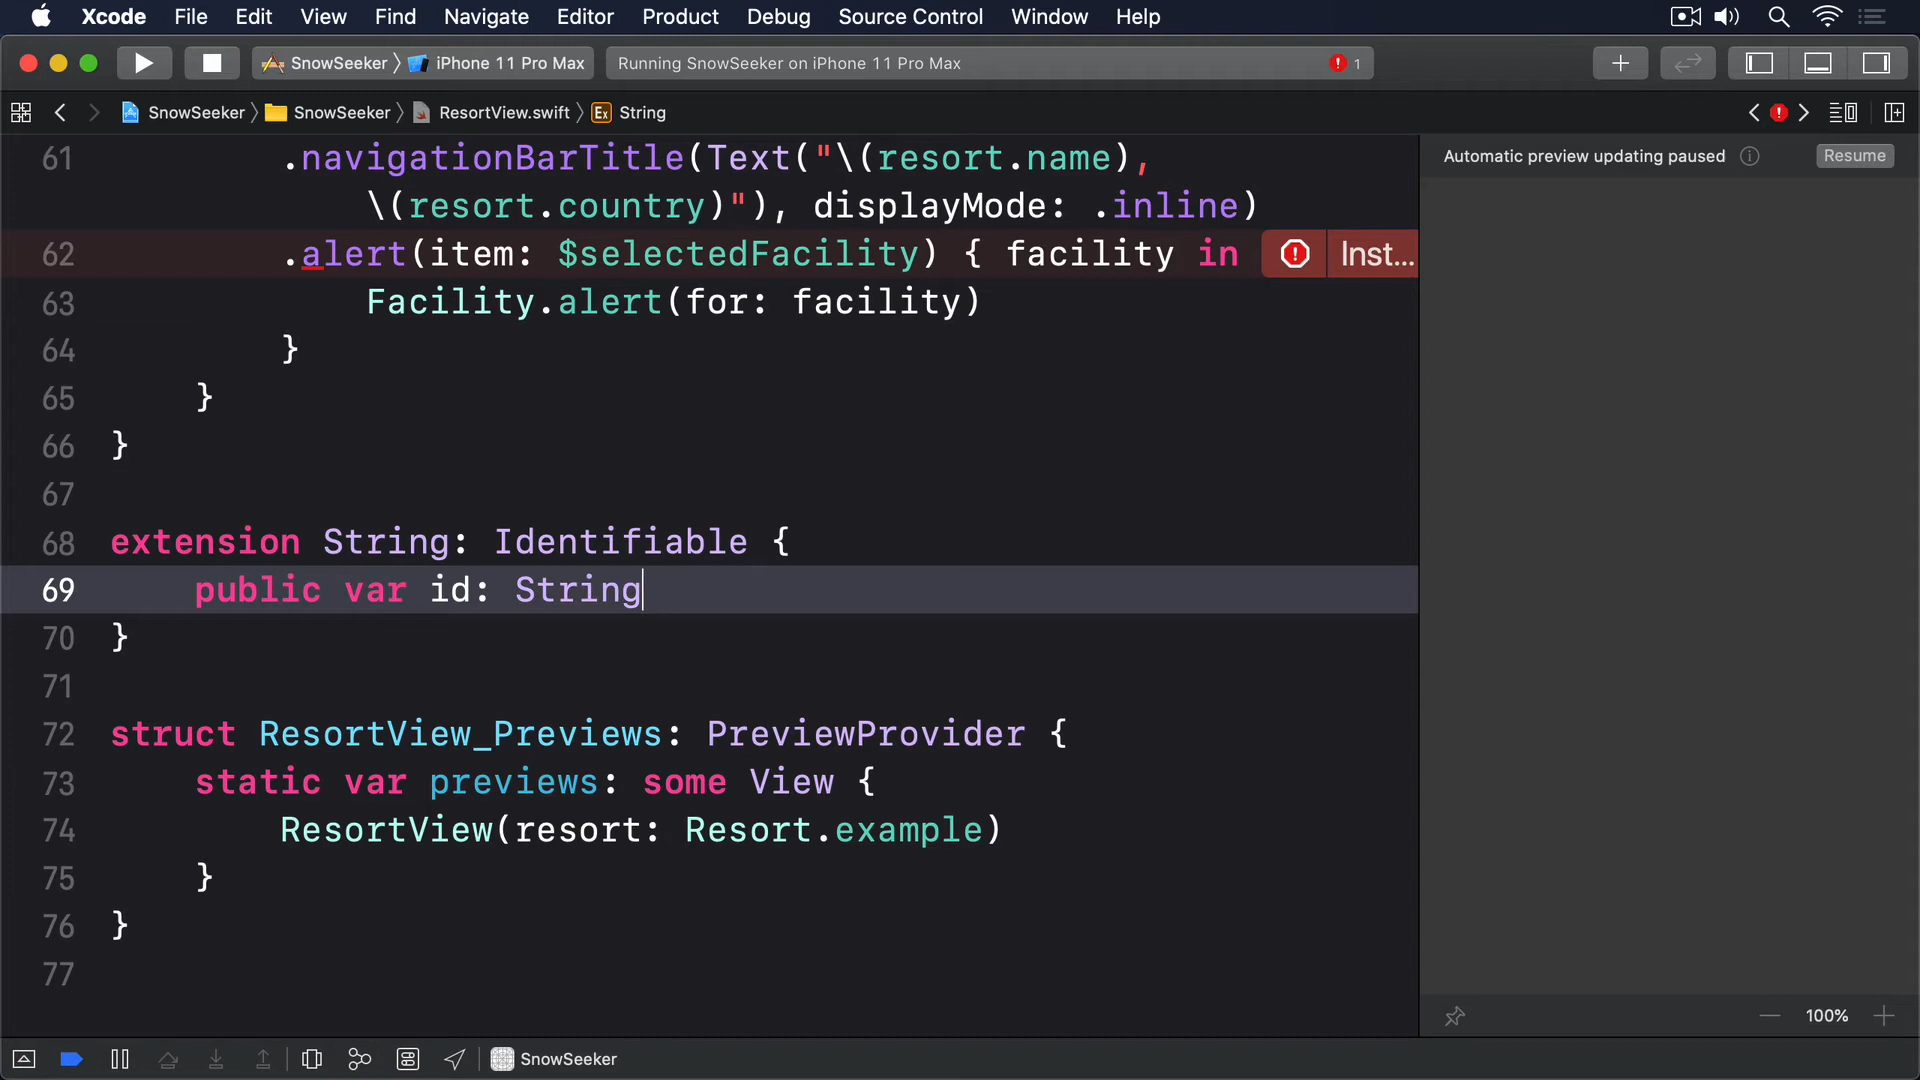 Xcode File Edit View Find Navigate Editor Product Debug Source Control Window Help
SnowSeeker iPhone 11 Pro Max Running SnowSeeker on iPhone 11 Pro Max 1
SnowSeeker SnowSeeker ResortView.swift Ex String
Automatic preview updating paused Resume
61 .navigationBarTitle(Text("\(resort.name),
\(resort.country)"), displayMode: .inline)
62 .alert(item: $selectedFacility) { facility in Inst...
63 Facility.alert(for: facility)
64 }
65 }
66 }
67
68 extension String: Identifiable {
69 public var id: String
70 }
71
72 struct ResortView_Previews: PreviewProvider {
73 static var previews: some View {
74 ResortView(resort: Resort.example)
75 }
76 }
77
100%
SnowSeeker